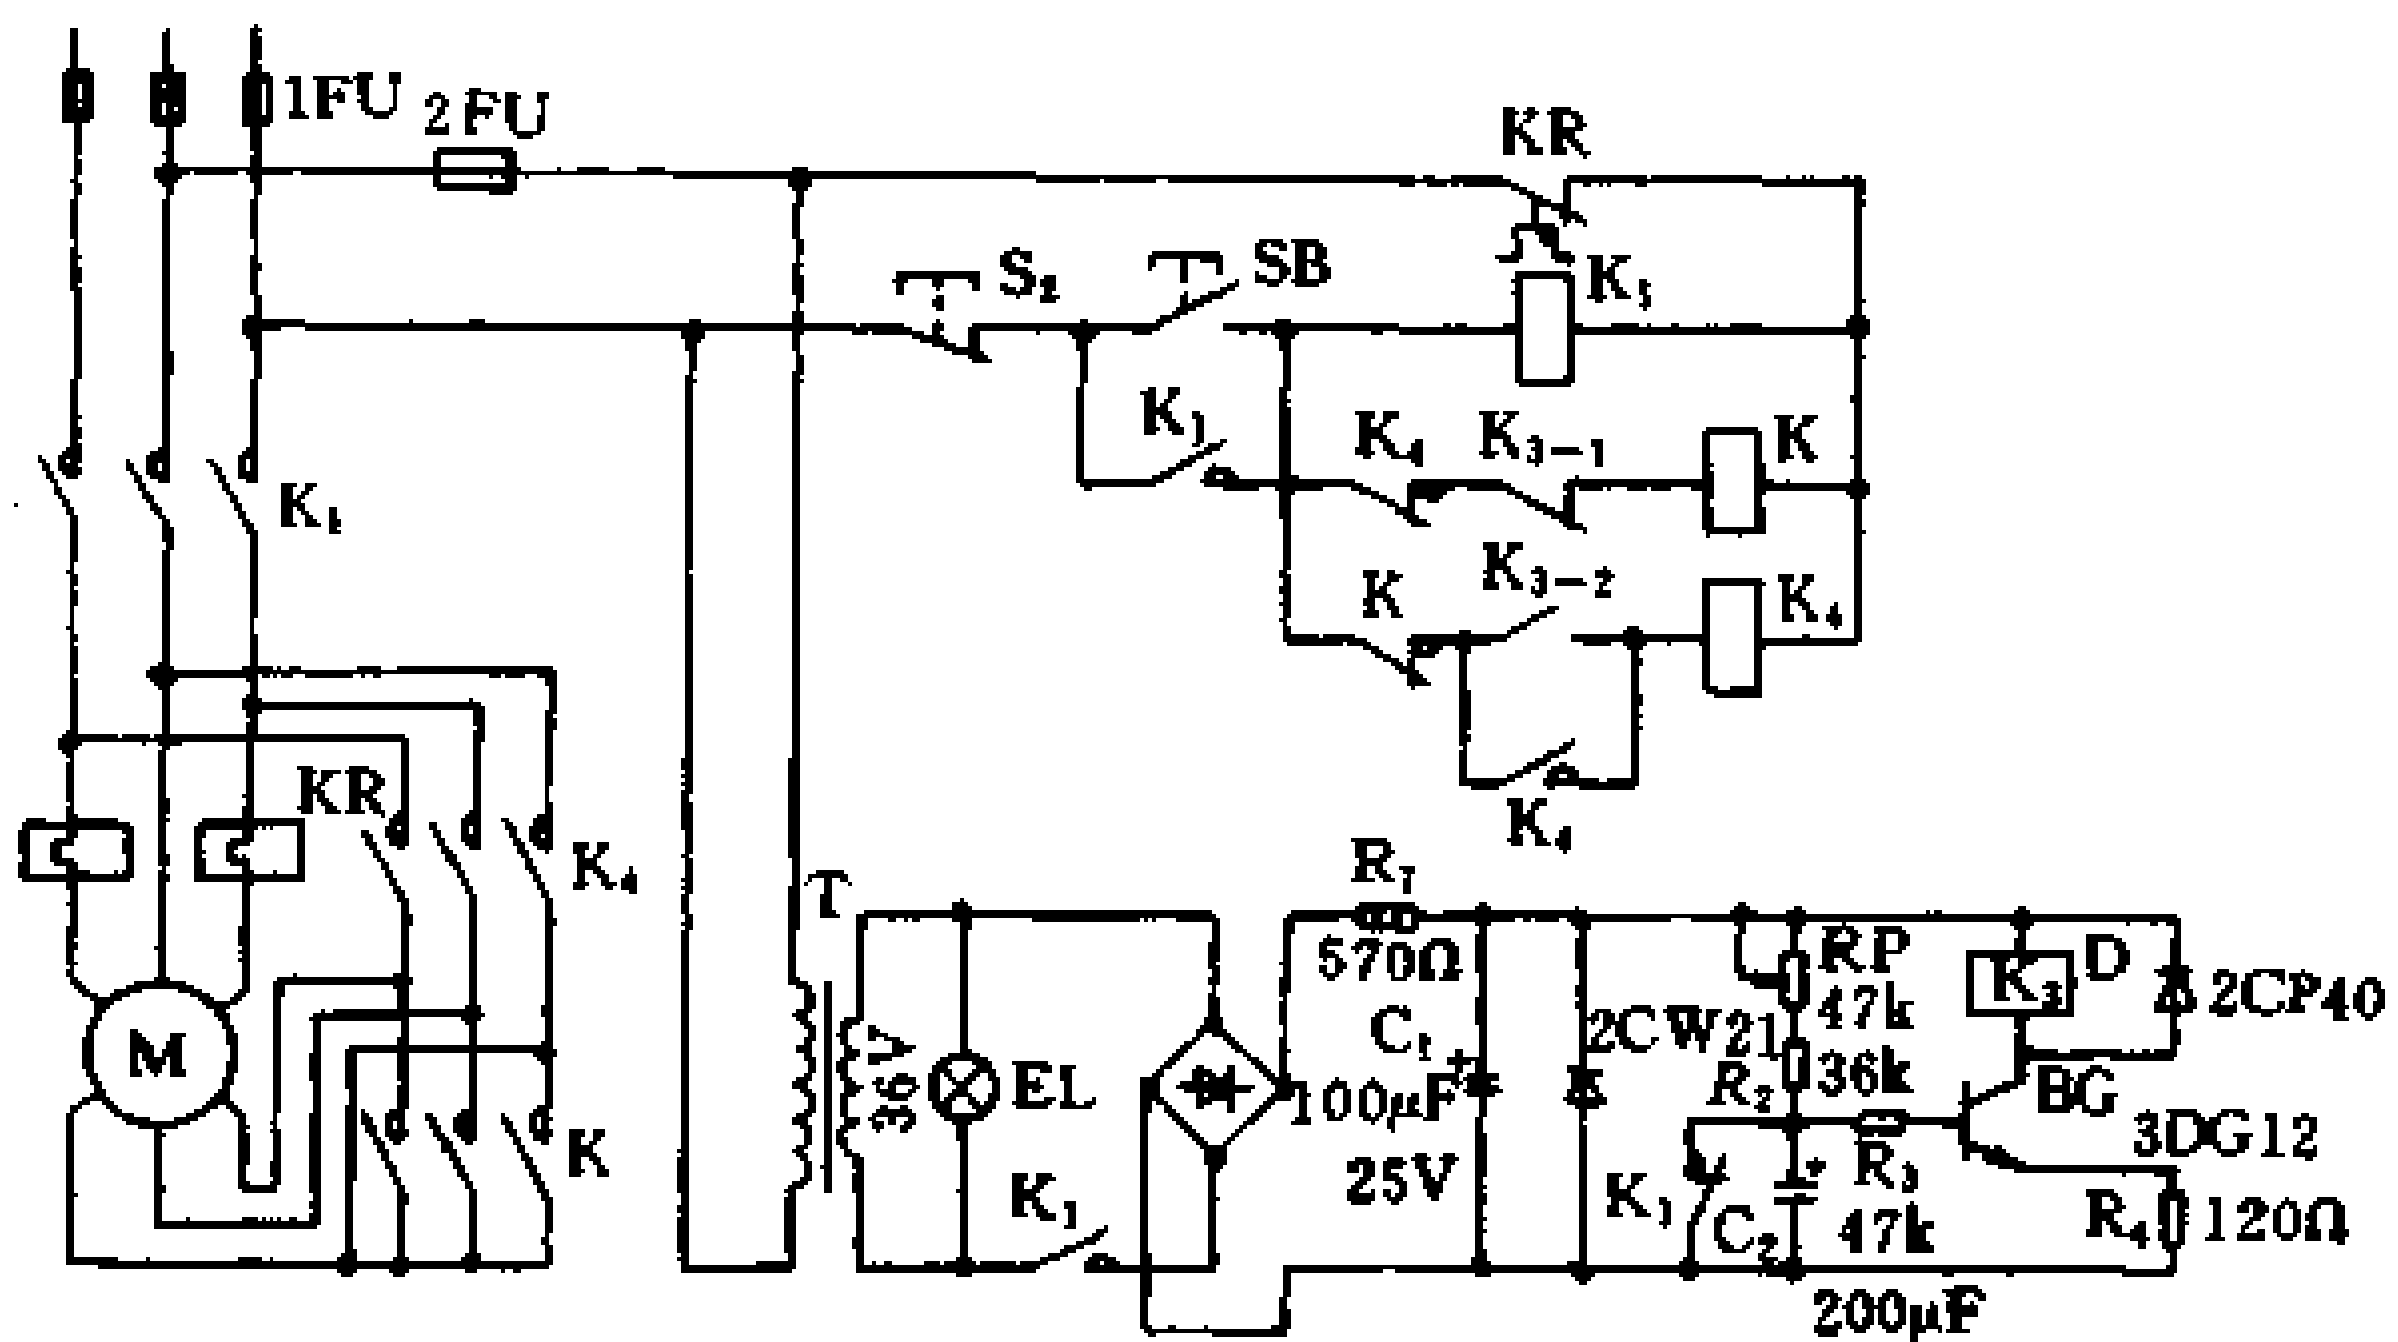 1FU
2FU
KR
S₂
SB
K₁
K₁
K₄
K₃₋₁
K
K₁
K
K₃₋₂
K₄
KR
K₄
K₄
R₁
T
570Ω
RP
D
47k
K₃
2CP40
C₁
2CW21
M
36V
EL
100μF
R₂
36k
BG
3DG12
K
K₁
25V
K₁
R₃
C₂
47k
R₄
120Ω
200μF